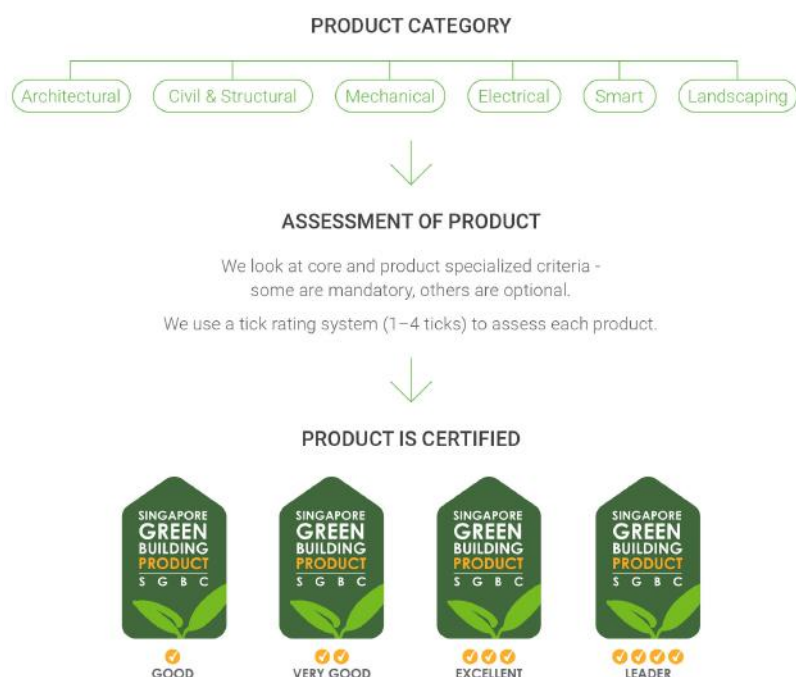 PRODUCT CATEGORY
Architectural
Civil & Structural
Mechanical
Electrical
Smart
Landscaping
ASSESSMENT OF PRODUCT
We look at core and product specialized criteria -
some are mandatory, others are optional.
We use a tick rating system (1–4 ticks) to assess each product.
PRODUCT IS CERTIFIED
SINGAPORE
GREEN
BUILDING
PRODUCT
S G B C
GOOD
SINGAPORE
GREEN
BUILDING
PRODUCT
S G B C
VERY GOOD
SINGAPORE
GREEN
BUILDING
PRODUCT
S G B C
EXCELLENT
SINGAPORE
GREEN
BUILDING
PRODUCT
S G B C
LEADER